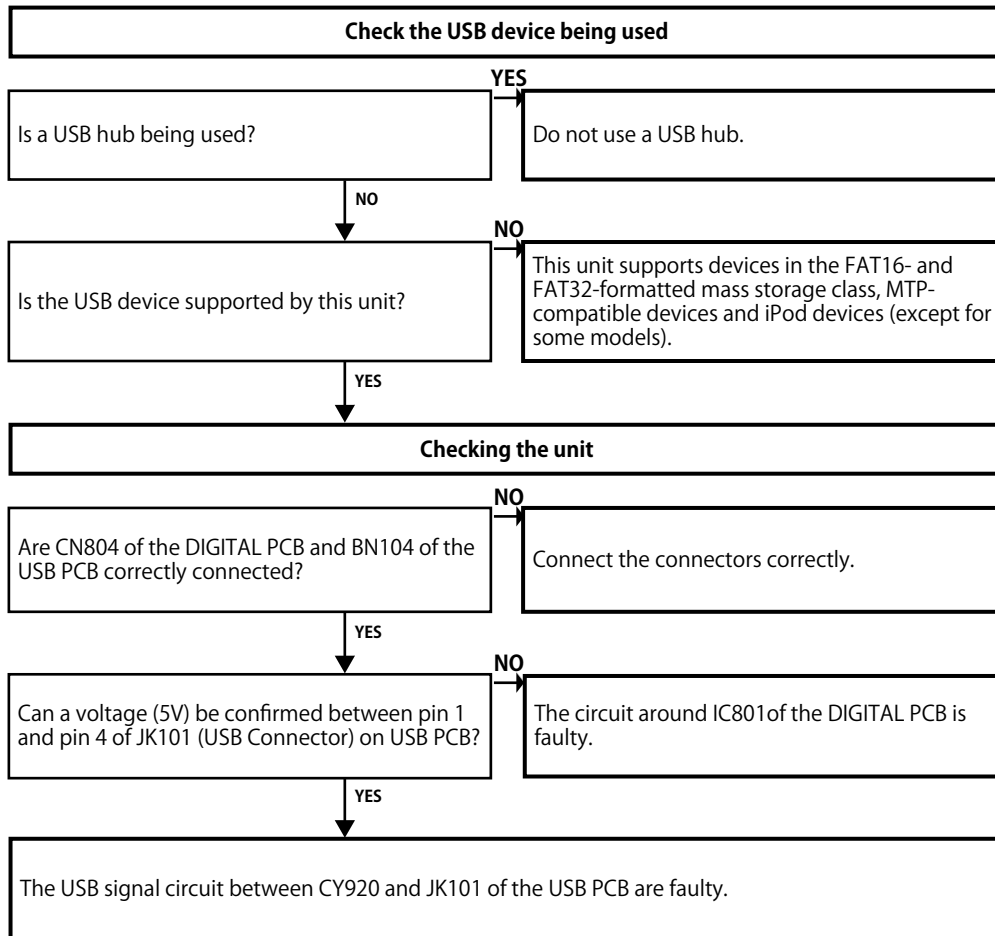 Check the USB device being used
YES
Is a USB hub being used?
Do not use a USB hub.
NO
NO
Is the USB device supported by this unit?
This unit supports devices in the FAT16- and
FAT32-formatted mass storage class, MTP-
compatible devices and iPod devices (except for
some models).
YES
Checking the unit
NO
Are CN804 of the DIGITAL PCB and BN104 of the
USB PCB correctly connected?
Connect the connectors correctly.
YES
NO
Can a voltage (5V) be confirmed between pin 1
and pin 4 of JK101 (USB Connector) on USB PCB?
The circuit around IC801of the DIGITAL PCB is
faulty.
YES
The USB signal circuit between CY920 and JK101 of the USB PCB are faulty.